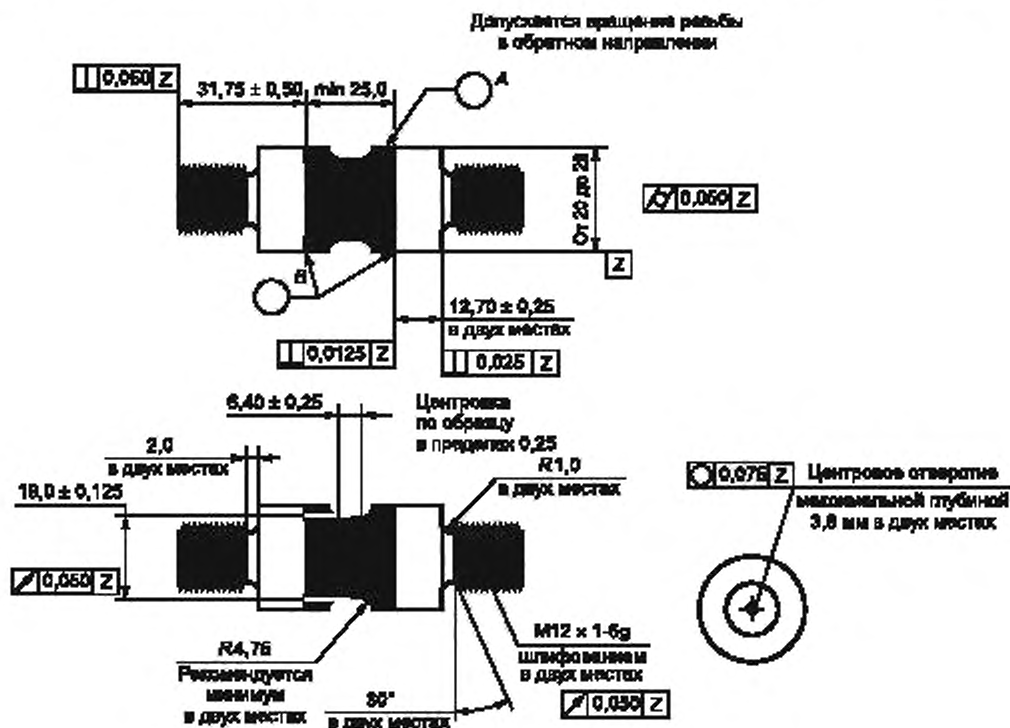 Допускается вращение резьбы
в обратном направлении
0,050 Z
31,75 ± 0,50
min 25,0
A
От 20 до 28
0,050 Z
Z
B
12,70 ± 0,25
в двух местах
0,0125 Z
0,025 Z
6,40 ± 0,25
Центровка
по образцу
в пределах 0,25
2,0
в двух местах
R1,0
в двух местах
18,0 ± 0,125
0,075 Z
Центровое отверстие
максимальной глубиной
3,8 мм в двух местах
0,050 Z
R4,75
Рекомендуется
минимум
в двух местах
M12 × 1-6g
шлифованием
в двух местах
в двух местах
0,050 Z